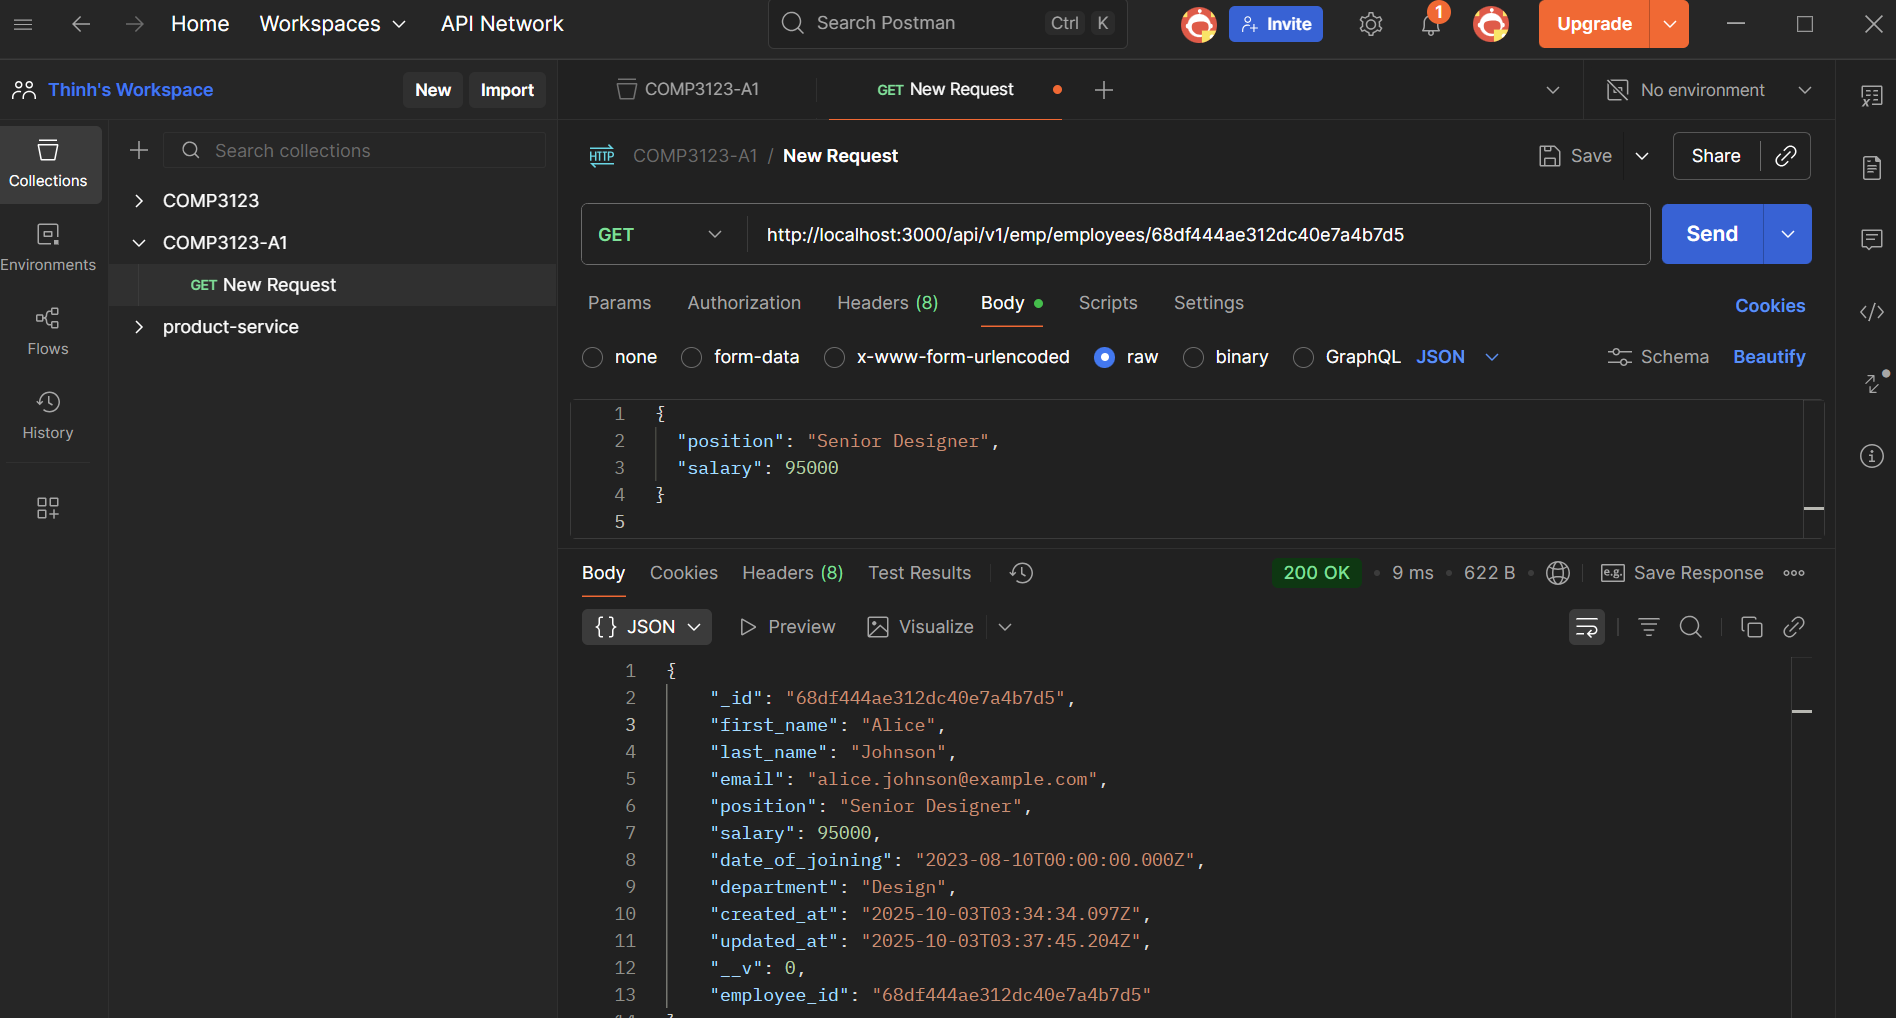 Home Workspaces API Network Search Postman Ctrl K Invite 1 Upgrade
Thinh's Workspace New Import COMP3123-A1 GET New Request No environment
Search collections
HTTP COMP3123-A1 / New Request Save Share
Collections
COMP3123
COMP3123-A1
GET New Request
product-service
Environments
Flows
History
GET http://localhost:3000/api/v1/emp/employees/68df444ae312dc40e7a4b7d5 Send
Params Authorization Headers (8) Body Scripts Settings Cookies
none form-data x-www-form-urlencoded raw binary GraphQL JSON Schema Beautify
1 {
2 "position": "Senior Designer",
3 "salary": 95000
4 }
5
Body Cookies Headers (8) Test Results 200 OK • 9 ms • 622 B • e.g. Save Response
{} JSON Preview Visualize
1 {
2 "_id": "68df444ae312dc40e7a4b7d5",
3 "first_name": "Alice",
4 "last_name": "Johnson",
5 "email": "alice.johnson@example.com",
6 "position": "Senior Designer",
7 "salary": 95000,
8 "date_of_joining": "2023-08-10T00:00:00.000Z",
9 "department": "Design",
10 "created_at": "2025-10-03T03:34:34.097Z",
11 "updated_at": "2025-10-03T03:37:45.204Z",
12 "__v": 0,
13 "employee_id": "68df444ae312dc40e7a4b7d5"